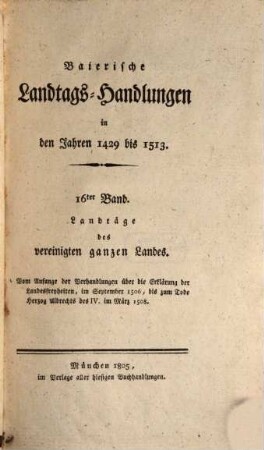 Baierische
Landtags-Handlungen
in
den Jahren 1429 bis 1513.
16ter Band.
Landtäge
des
vereinigten ganzen Landes.
Vom Anfange der Verhandlungen über die Erklärung der
Landesfreyheiten, im September 1506, bis zum Tode
Herzog Albrechts des IV. im März 1508.
München 1805,
im Verlage aller hiesigen Buchhandlungen.